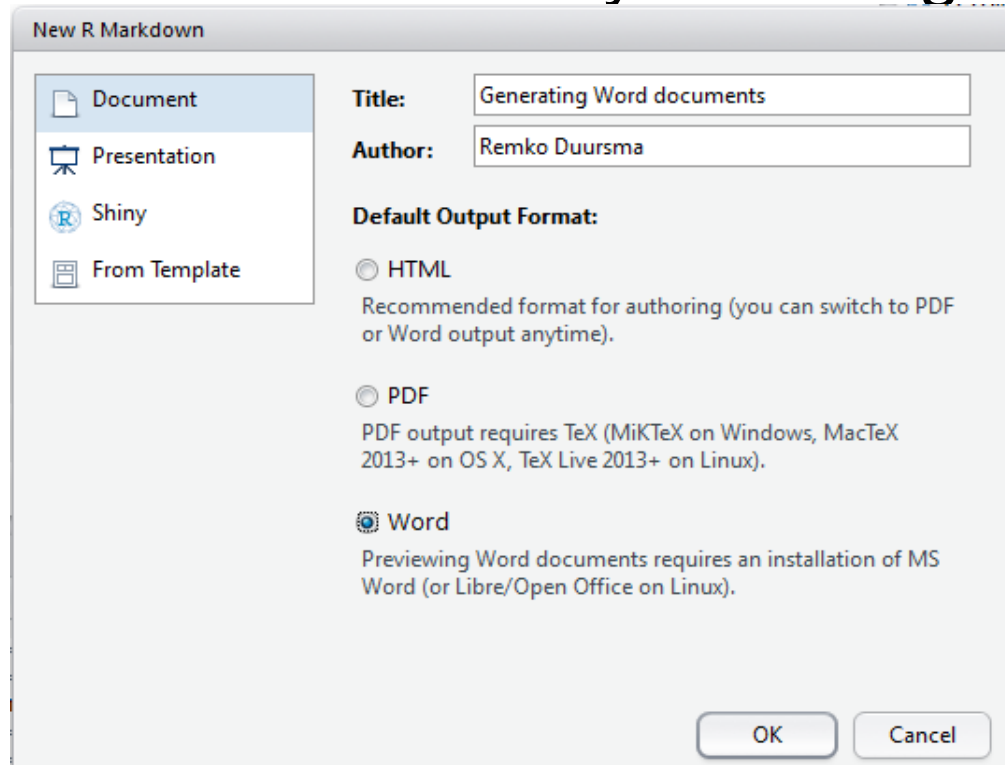 New R Markdown
Document
Presentation
Shiny
From Template
Title:
Generating Word documents
Author:
Remko Duursma
Default Output Format:
HTML
Recommended format for authoring (you can switch to PDF
or Word output anytime).
PDF
PDF output requires TeX (MiKTeX on Windows, MacTeX
2013+ on OS X, TeX Live 2013+ on Linux).
Word
Previewing Word documents requires an installation of MS
Word (or Libre/Open Office on Linux).
OK
Cancel